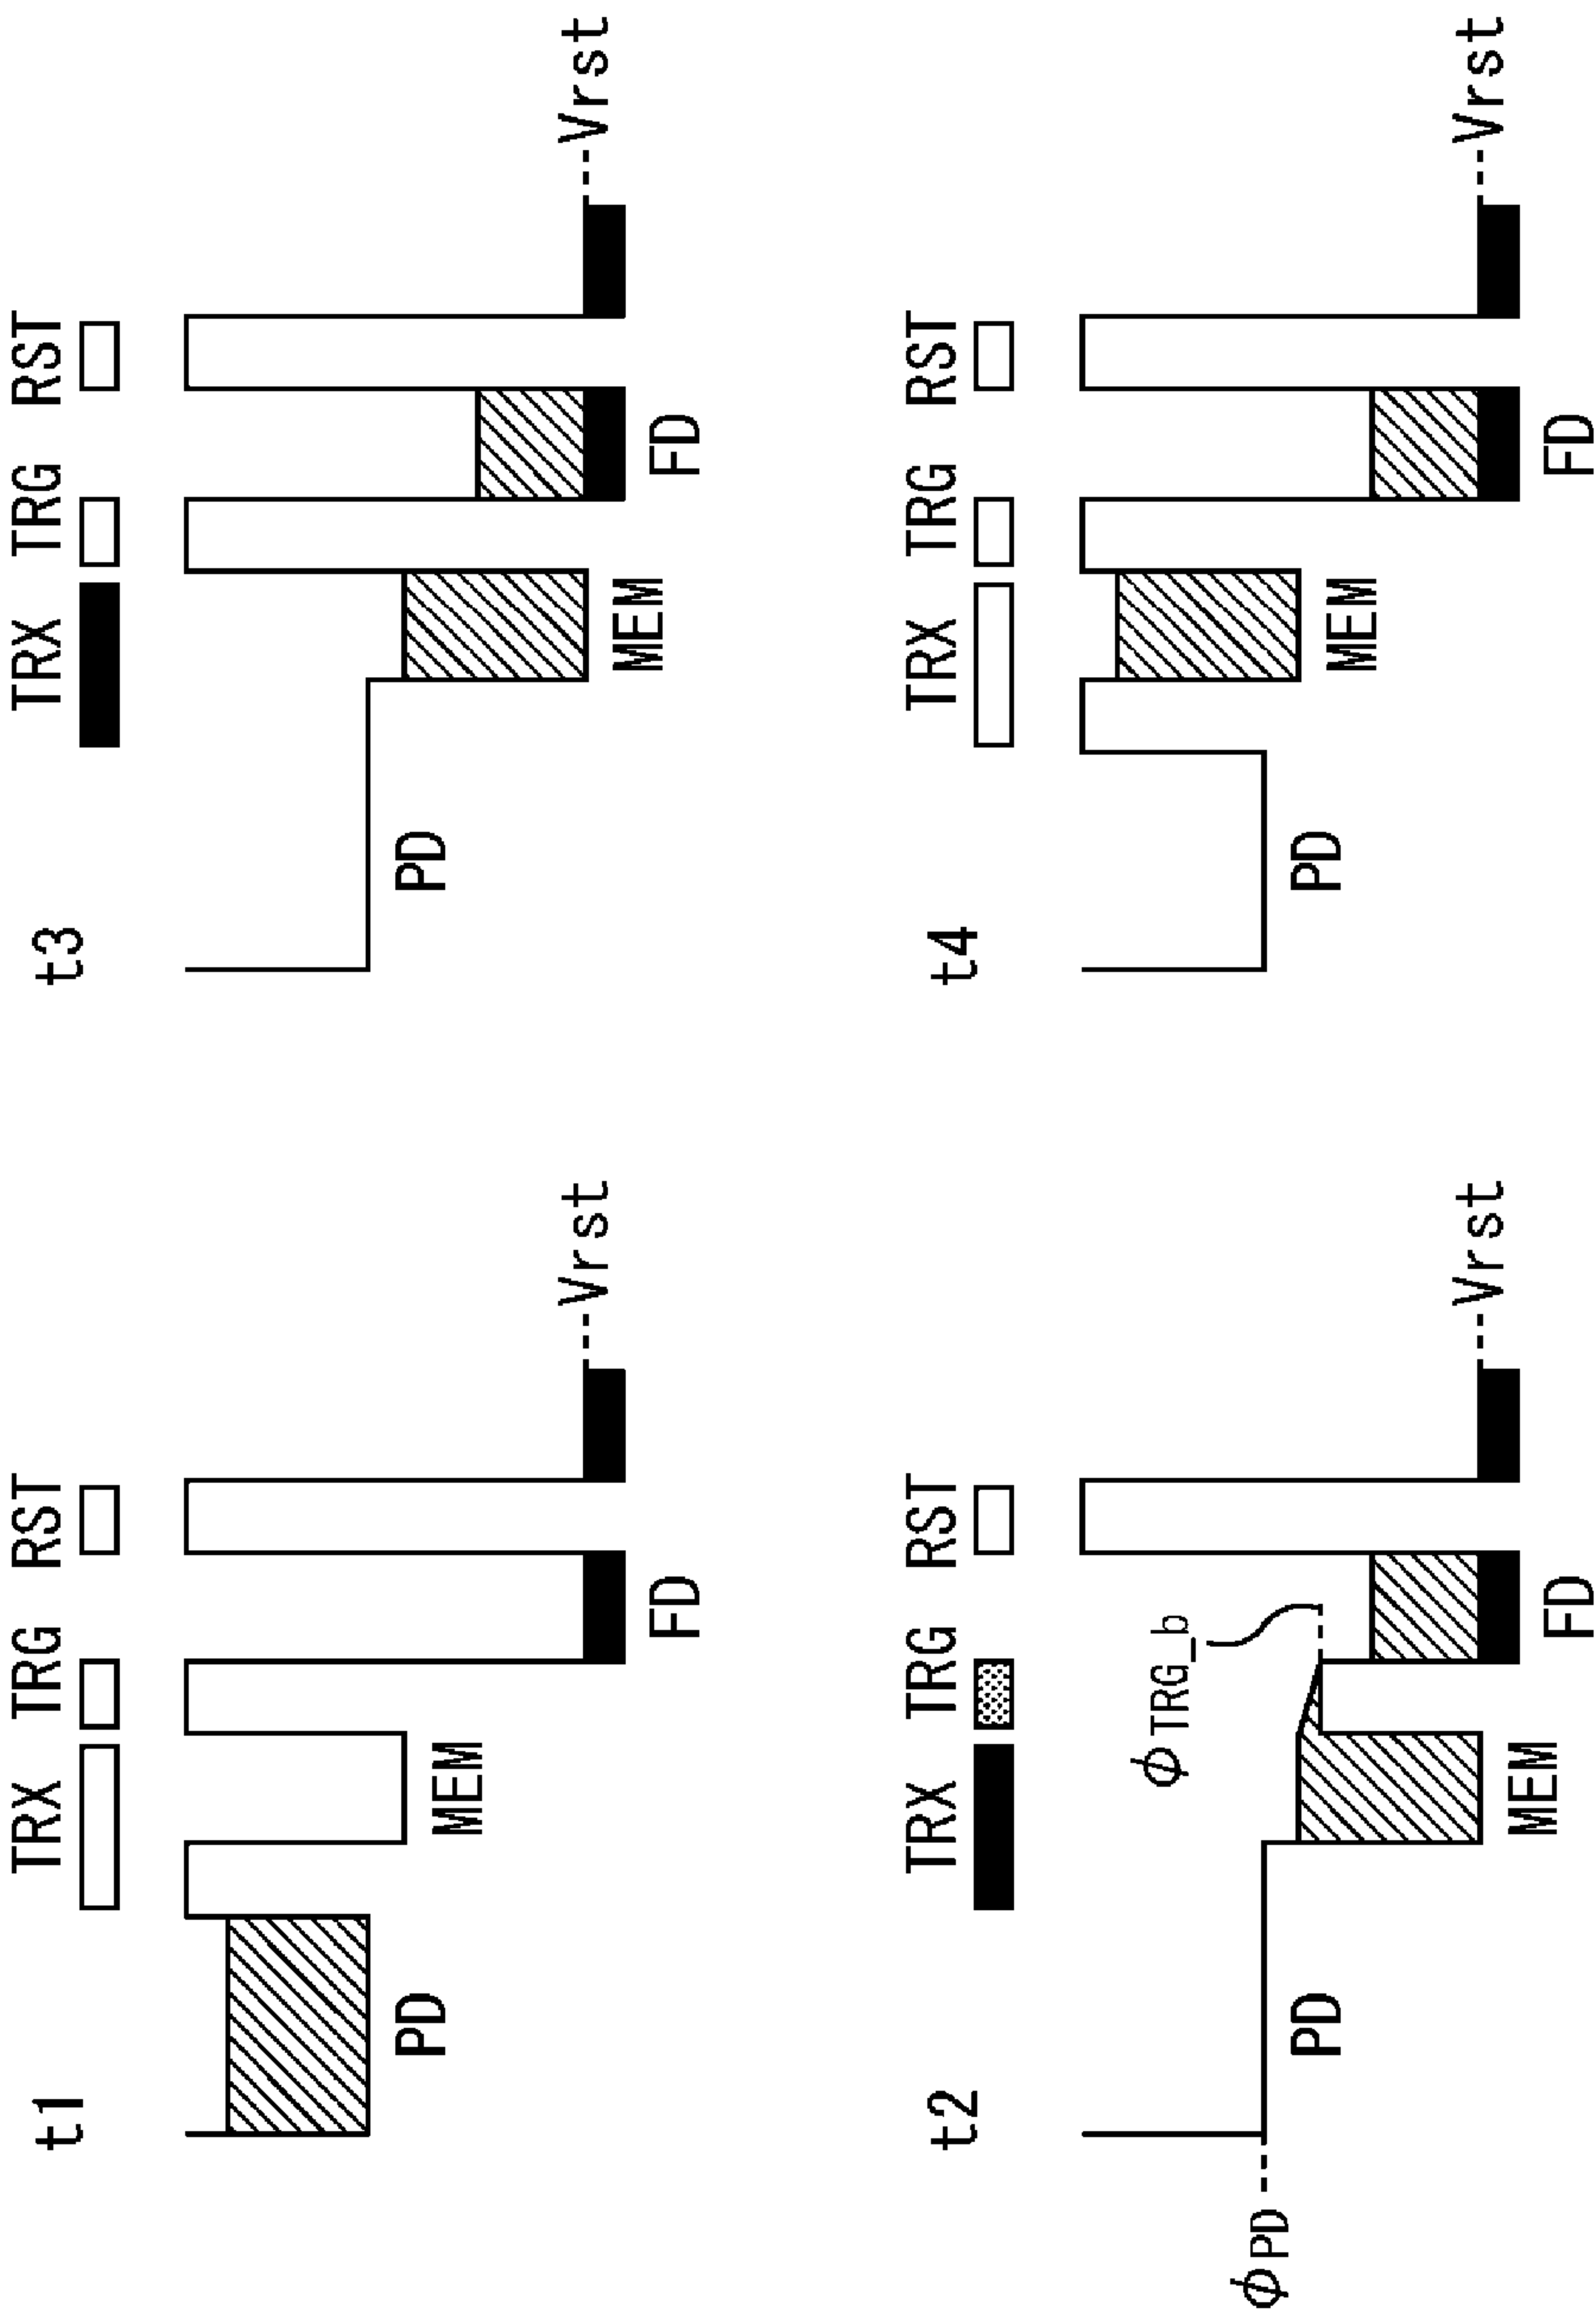 t1 TRX TRG RST
PD
MEM
Vrst
FD
t2 TRX TRG RST
φTRG_b
φPD
PD
Vrst
MEM
FD
t3 TRX TRG RST
PD
Vrst
MEM
FD
t4 TRX TRG RST
PD
MEM
Vrst
FD